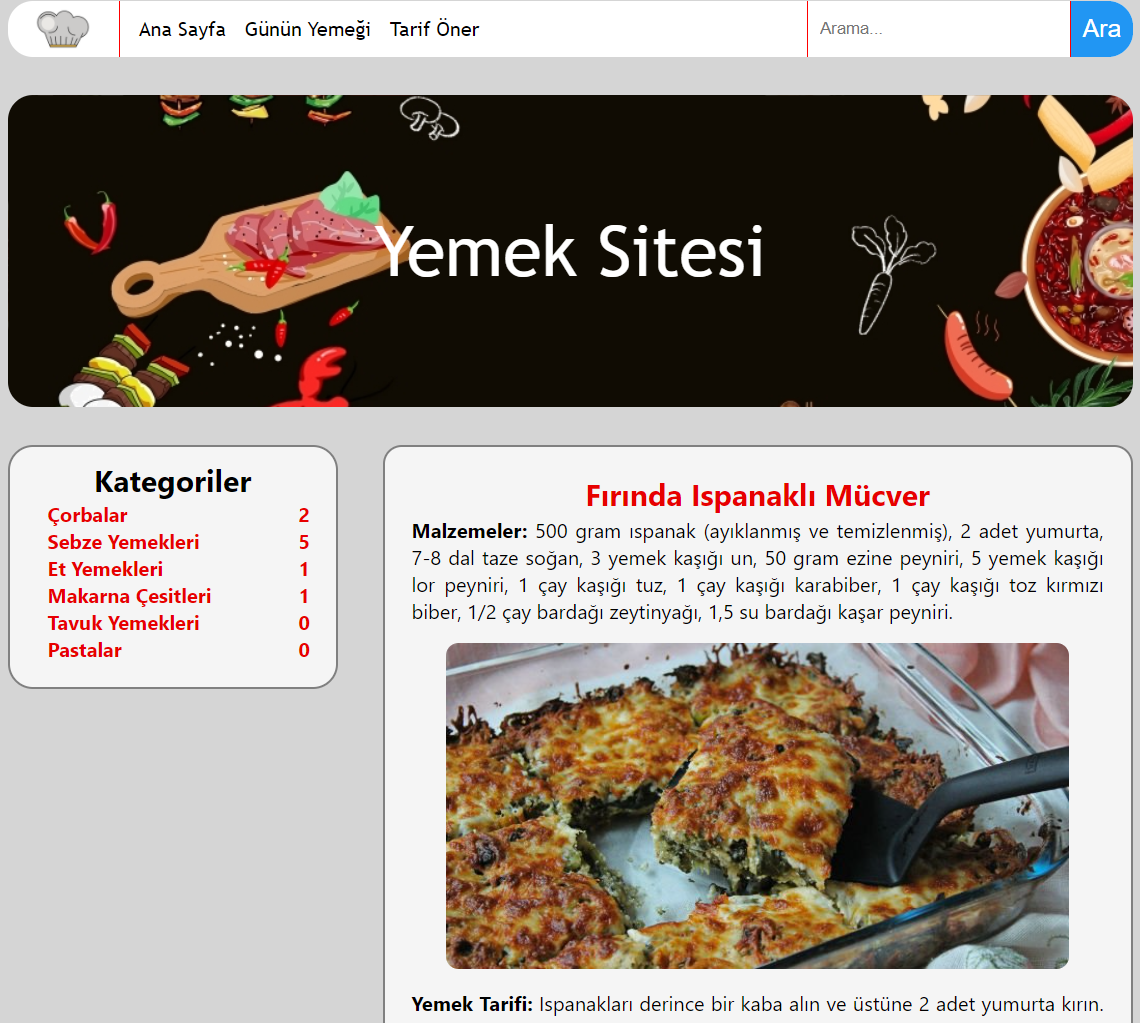 Ana Sayfa Günün Yemeği Tarif Öner Arama... Ara
Yemek Sitesi
Kategoriler
Çorbalar 2
Sebze Yemekleri 5
Et Yemekleri 1
Makarna Çesitleri 1
Tavuk Yemekleri 0
Pastalar 0
Fırında Ispanaklı Mücver
Malzemeler: 500 gram ıspanak (ayıklanmış ve temizlenmiş), 2 adet yumurta,
7-8 dal taze soğan, 3 yemek kaşığı un, 50 gram ezine peyniri, 5 yemek kaşığı
lor peyniri, 1 çay kaşığı tuz, 1 çay kaşığı karabiber, 1 çay kaşığı toz kırmızı
biber, 1/2 çay bardağı zeytinyağı, 1,5 su bardağı kaşar peyniri.
Yemek Tarifi: Ispanakları derince bir kaba alın ve üstüne 2 adet yumurta kırın.